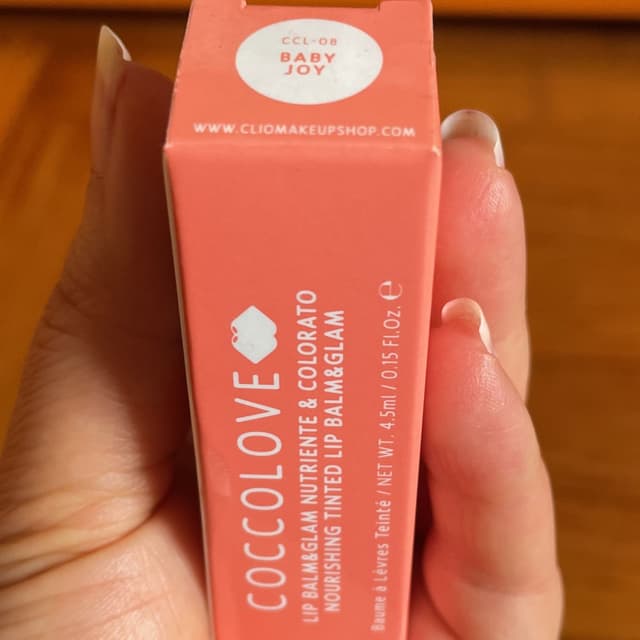 CCL-08
BABY
JOY
WWW.CLIOMAKEUPSHOP.COM
COCCOLOVE
LIP BALM&GLAM NUTRIENTE & COLORATO
NOURISHING TINTED LIP BALM&GLAM
Baume à Lèvres Teinté / NET WT. 4.5ml / 0.15 Fl.Oz. ℮